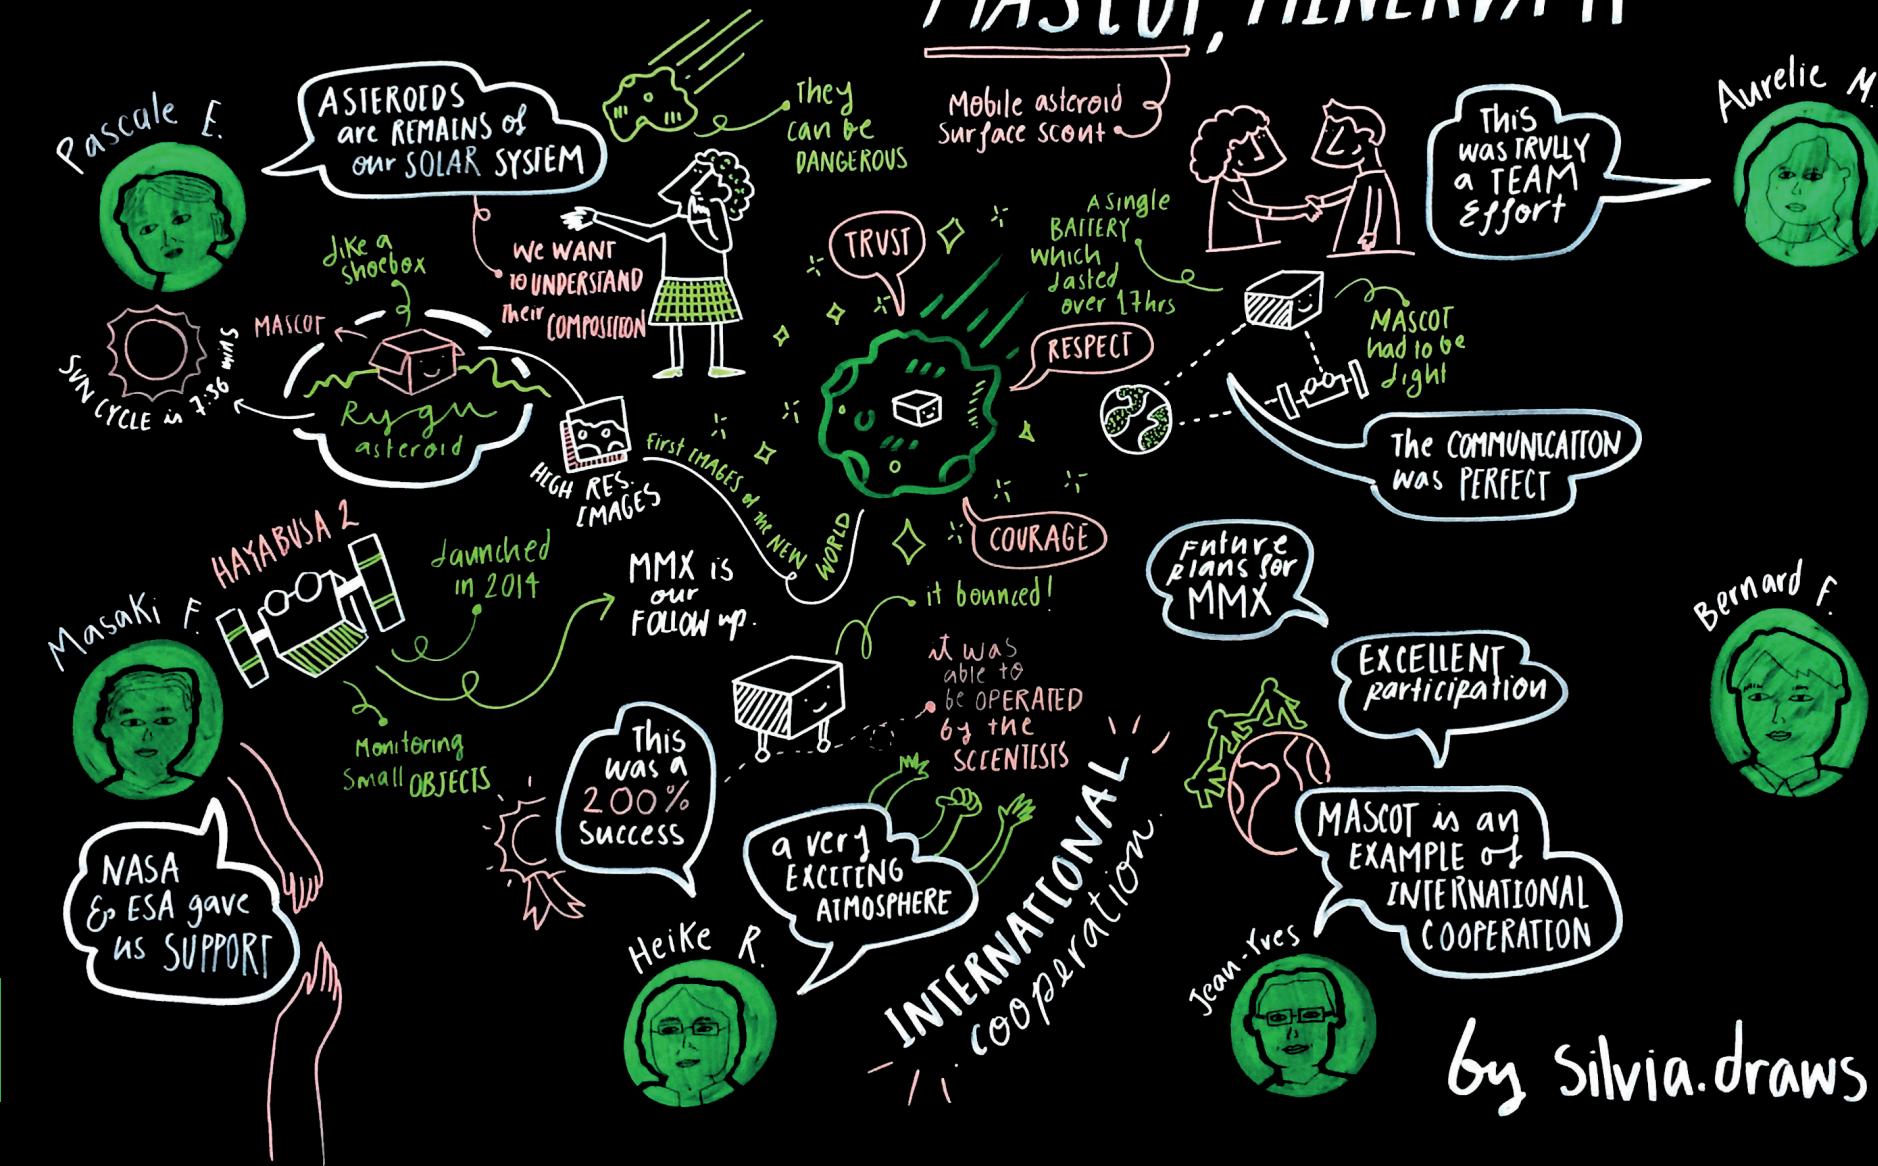 MASCOT, MINERVA II
Mobile asteroid
surface scout
Pascale E.
ASTEROIDS
are REMAINS of
our SOLAR SYSTEM
They
can be
DANGEROUS
WE WANT
TO UNDERSTAND
Their COMPOSITION
like a
shoebox
MASCOT
SUN CYCLE is 7:36 mins
Rygu
asteroid
HIGH RES.
IMAGES
First IMAGES of the NEW WORLD
TRUST
RESPECT
COURAGE
A single
BATTERY
which
lasted
over 17hrs
MASCOT
had to be
light
This
was TRULLY
a TEAM
Effort
Aurelie M.
The COMMUNICATION
was PERFECT
HAYABUSA 2
launched
in 2014
MMX is
our
FOLLOW up.
Monitoring
small OBJECTS
Masaki F.
NASA
& ESA gave
us SUPPORT
it bounced!
it was
able to
be OPERATED
by the
SCIENTISTS
This
was a
200%
success
a very
EXCITING
ATMOSPHERE
Heike R.
INTERNATIONAL
cooperation.
Future
plans for
MMX
EXCELLENT
participation
Bernard F.
MASCOT is an
EXAMPLE of
INTERNATIONAL
COOPERATION
Jean-Yves
by silvia.draws